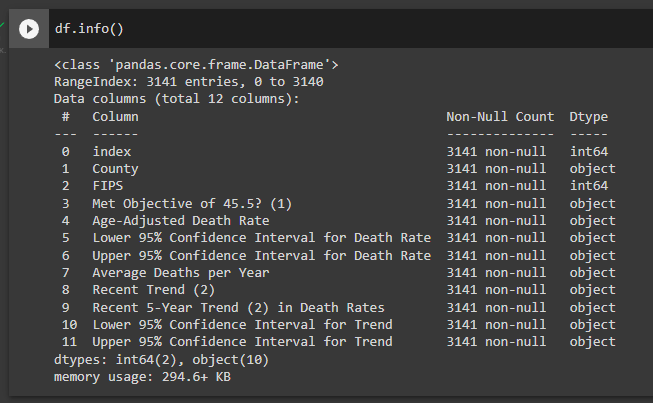 df.info()
<class 'pandas.core.frame.DataFrame'>
RangeIndex: 3141 entries, 0 to 3140
Data columns (total 12 columns):
 #   Column                                        Non-Null Count  Dtype
---  ------                                        --------------  -----
 0   index                                         3141 non-null   int64
 1   County                                        3141 non-null   object
 2   FIPS                                          3141 non-null   int64
 3   Met Objective of 45.5? (1)                    3141 non-null   object
 4   Age-Adjusted Death Rate                       3141 non-null   object
 5   Lower 95% Confidence Interval for Death Rate  3141 non-null   object
 6   Upper 95% Confidence Interval for Death Rate  3141 non-null   object
 7   Average Deaths per Year                       3141 non-null   object
 8   Recent Trend (2)                              3141 non-null   object
 9   Recent 5-Year Trend (2) in Death Rates        3141 non-null   object
 10  Lower 95% Confidence Interval for Trend       3141 non-null   object
 11  Upper 95% Confidence Interval for Trend       3141 non-null   object
dtypes: int64(2), object(10)
memory usage: 294.6+ KB